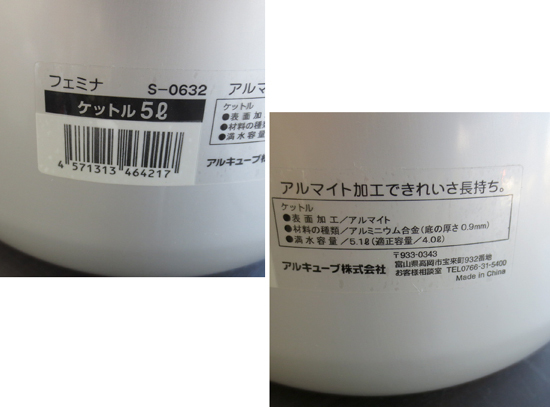 フェミナ S-0632 アルマ
ケットル 5ℓ
ケットル
●表面加
●材料の種
●満水容量
4 571313 464217
アルキューブ
アルマイト加工できれいさ長持ち。
ケットル
●表面加工/アルマイト
●材料の種類/アルミニウム合金(底の厚さ0.9mm)
●満水容量/5.1ℓ(適正容量/4.0ℓ)
アルキューブ株式会社
〒933-0343
富山県高岡市宝来町932番地
お客様相談室 TEL0766-31-5400
Made in China